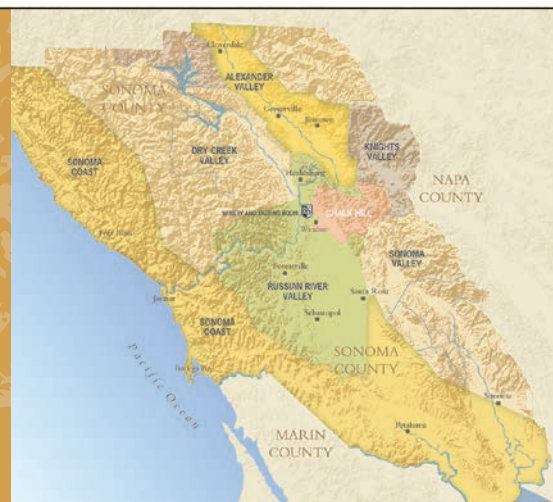 Cloverdale
ALEXANDER
VALLEY
SONOMA
COUNTY
Geyserville
SONOMA
COAST
DRY CREEK
VALLEY
KNIGHTS
VALLEY
Healdsburg
NAPA
COUNTY
WINERY AND TASTING ROOM
CHALK HILL
Windsor
Fort Ross
SONOMA
VALLEY
Forestville
RUSSIAN RIVER
VALLEY
Santa Rosa
Jenner
Sebastopol
SONOMA
COAST
SONOMA
COUNTY
Pacific Ocean
Sonoma
MARIN
COUNTY
Petaluma